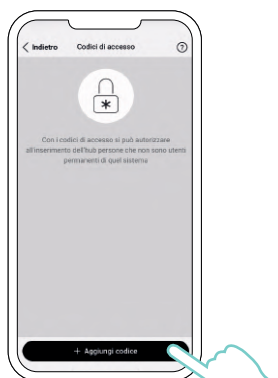 Indietro Codici di accesso ?
*
Con i codici di accesso si può autorizzare
all'inserimento dell'hub persone che non sono utenti
permanenti di quel sistema
+ Aggiungi codice